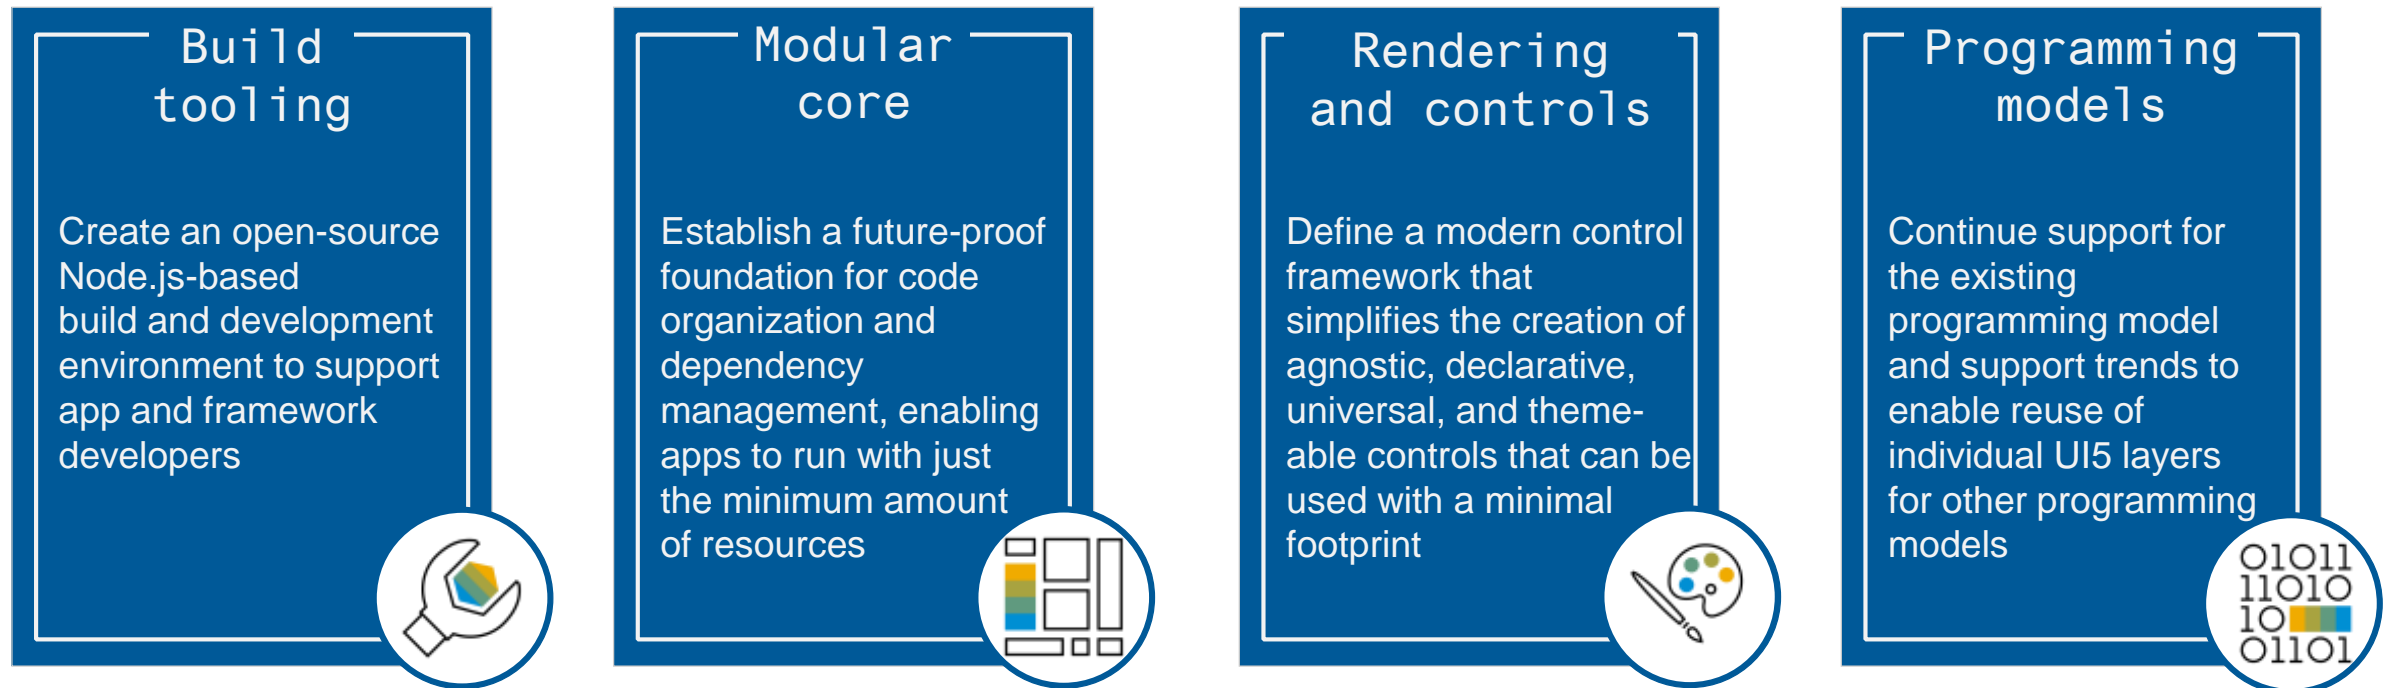 Build
tooling
Create an open-source
Node.js-based
build and development
environment to support
app and framework
developers
Modular
core
Establish a future-proof
foundation for code
organization and
dependency
management, enabling
apps to run with just
the minimum amount
of resources
Rendering
and controls
Define a modern control
framework that
simplifies the creation of
agnostic, declarative,
universal, and theme-
able controls that can be
used with a minimal
footprint
Programming
models
Continue support for
the existing
programming model
and support trends to
enable reuse of
individual UI5 layers
for other programming
models
01011
11010
10
01101